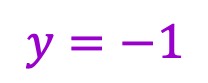 y = −1